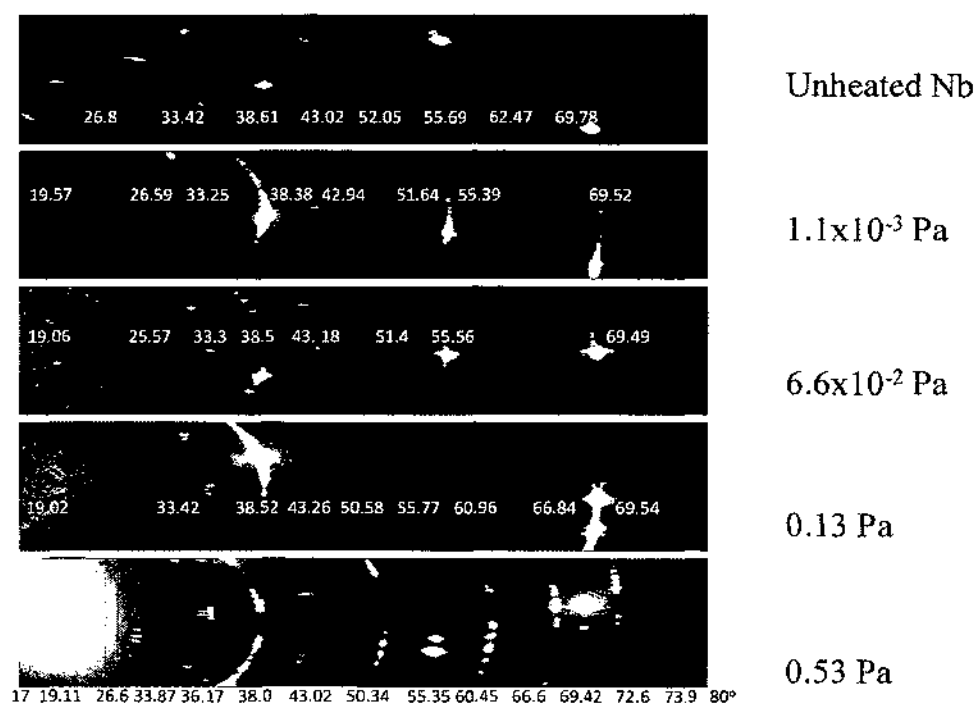 26.8 33.42 38.61 43.02 52.05 55.69 62.47 69.78
Unheated Nb
19.57 26.59 33.25 38.38 42.94 51.64 55.39 69.52
1.1x10⁻³ Pa
19.06 25.57 33.3 38.5 43.18 51.4 55.56 69.49
6.6x10⁻² Pa
19.02 33.42 38.52 43.26 50.58 55.77 60.96 66.84 69.54
0.13 Pa
0.53 Pa
17 19.11 26.6 33.87 36.17 38.0 43.02 50.34 55.35 60.45 66.6 69.42 72.6 73.9 80°